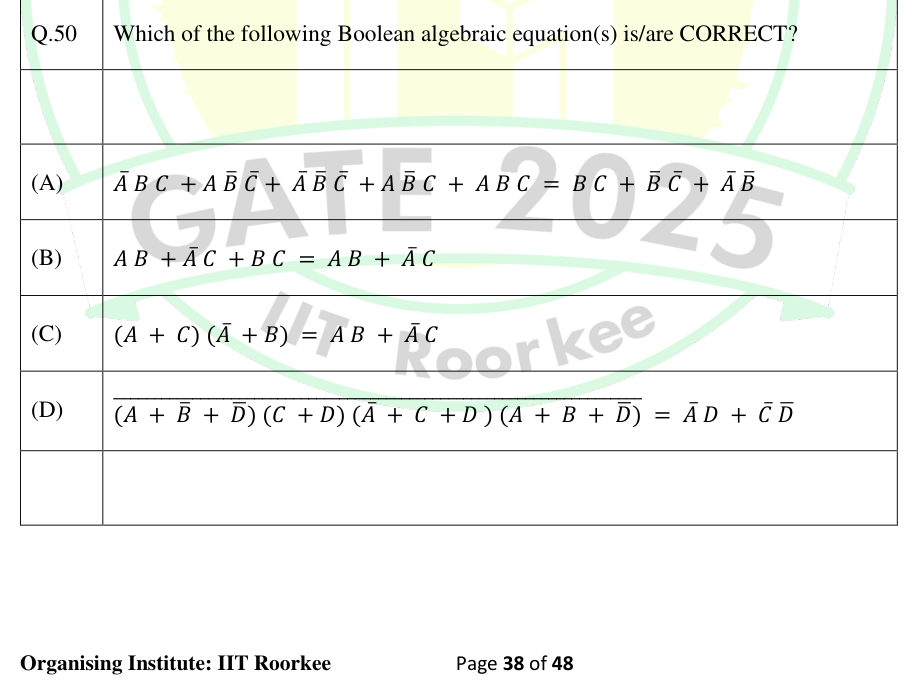 Q.50 Which of the following Boolean algebraic equation(s) is/are CORRECT?
(A) Ā B C + A B̄ C̄ + Ā B̄ C̄ + A B̄ C + A B C = B C + B̄ C̄ + Ā B̄
(B) A B + Ā C + B C = A B + Ā C
(C) (A + C) (Ā + B) = A B + Ā C
(D) \overline{(A + B̄ + D̄) (C + D) (Ā + C + D ) (A + B + D̄)} = Ā D + C̄ D̄
GATE 2025
IIT Roorkee
Organising Institute: IIT Roorkee Page 38 of 48